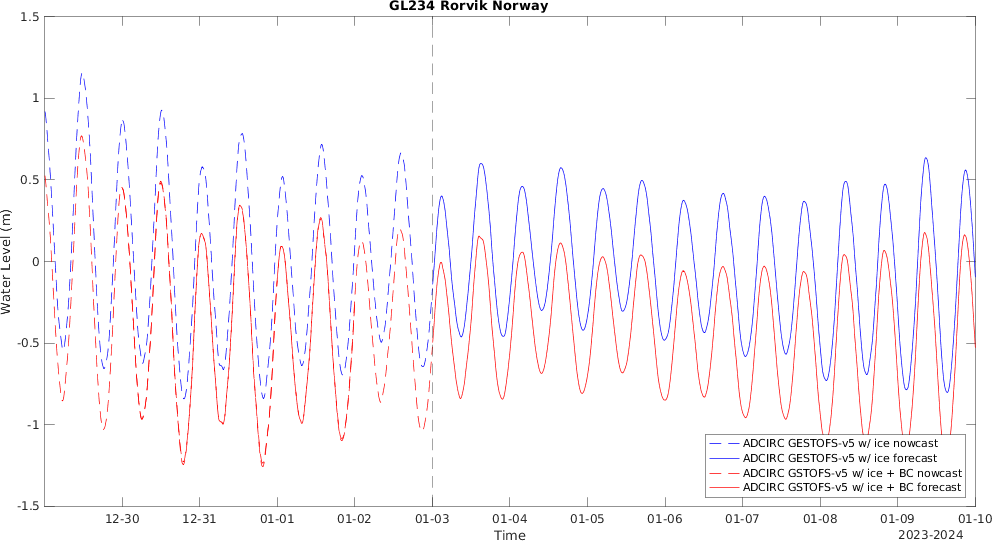 GL234 Rorvik Norway
1.5
1
0.5
0
-0.5
-1
-1.5
Water Level (m)
12-30
12-31
01-01
01-02
01-03
01-04
01-05
01-06
01-07
01-08
01-09
01-10
Time
2023-2024
ADCIRC GESTOFS-v5 w/ ice nowcast
ADCIRC GESTOFS-v5 w/ ice forecast
ADCIRC GSTOFS-v5 w/ ice + BC nowcast
ADCIRC GSTOFS-v5 w/ ice + BC forecast